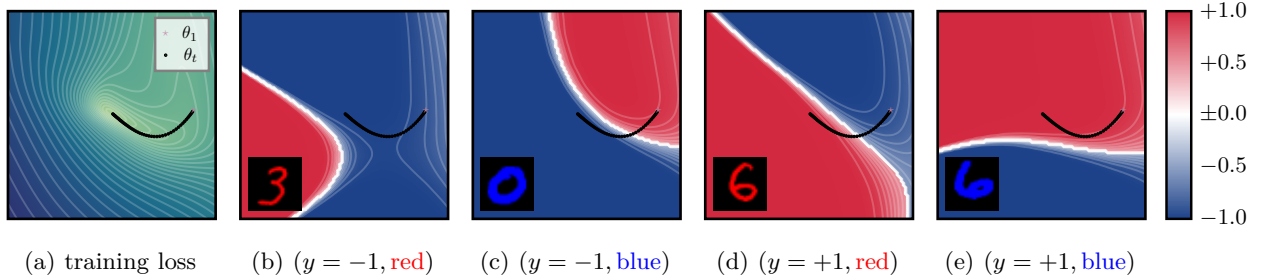 θ₁
θₜ
3
0
6
6
+1.0
+0.5
±0.0
−0.5
−1.0
(a) training loss
(b) (y = −1, red)
(c) (y = −1, blue)
(d) (y = +1, red)
(e) (y = +1, blue)